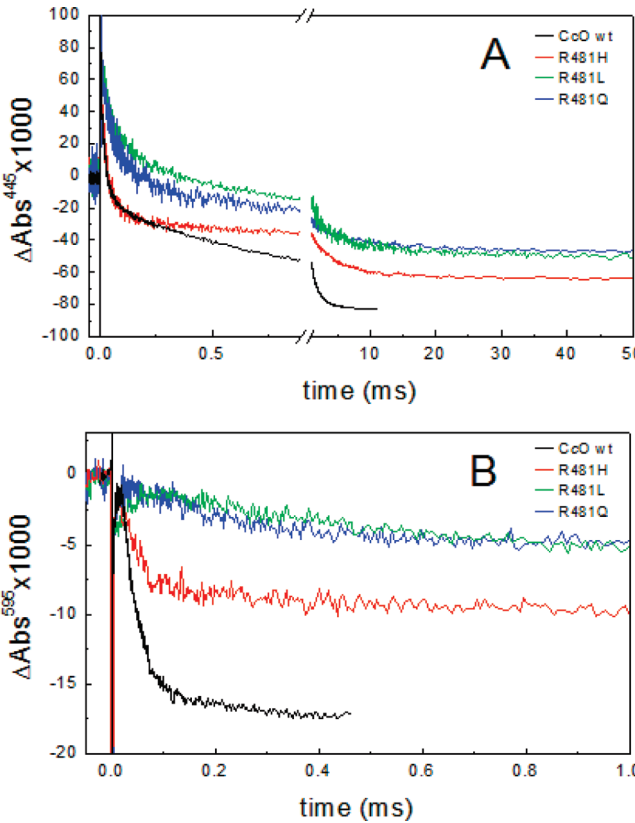 A
CcO wt
R481H
R481L
R481Q
ΔAbs⁴⁴⁵x1000
100
80
60
40
20
0
-20
-40
-60
-80
-100
0.0 0.5 10 20 30 40 50
time (ms)
B
CcO wt
R481H
R481L
R481Q
ΔAbs⁵⁹⁵x1000
0
-5
-10
-15
-20
0.0 0.2 0.4 0.6 0.8 1.0
time (ms)